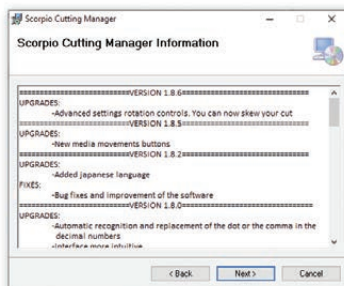 Scorpio Cutting Manager
Scorpio Cutting Manager Information
==========================VERSION 1.8.6==============================
UPGRADES:
-Advanced settings rotation controls. You can now skew your cut
==========================VERSION 1.8.5==============================
UPGRADES:
-New media movements buttons
==========================VERSION 1.8.2==============================
UPGRADES:
-Added japanese language
FIXES:
-Bug fixes and improvement of the software
==========================VERSION 1.8.0==============================
UPGRADES:
-Automatic recognition and replacement of the dot or the comma in the
decimal numbers
-Interface more intuitive
< Back
Next >
Cancel